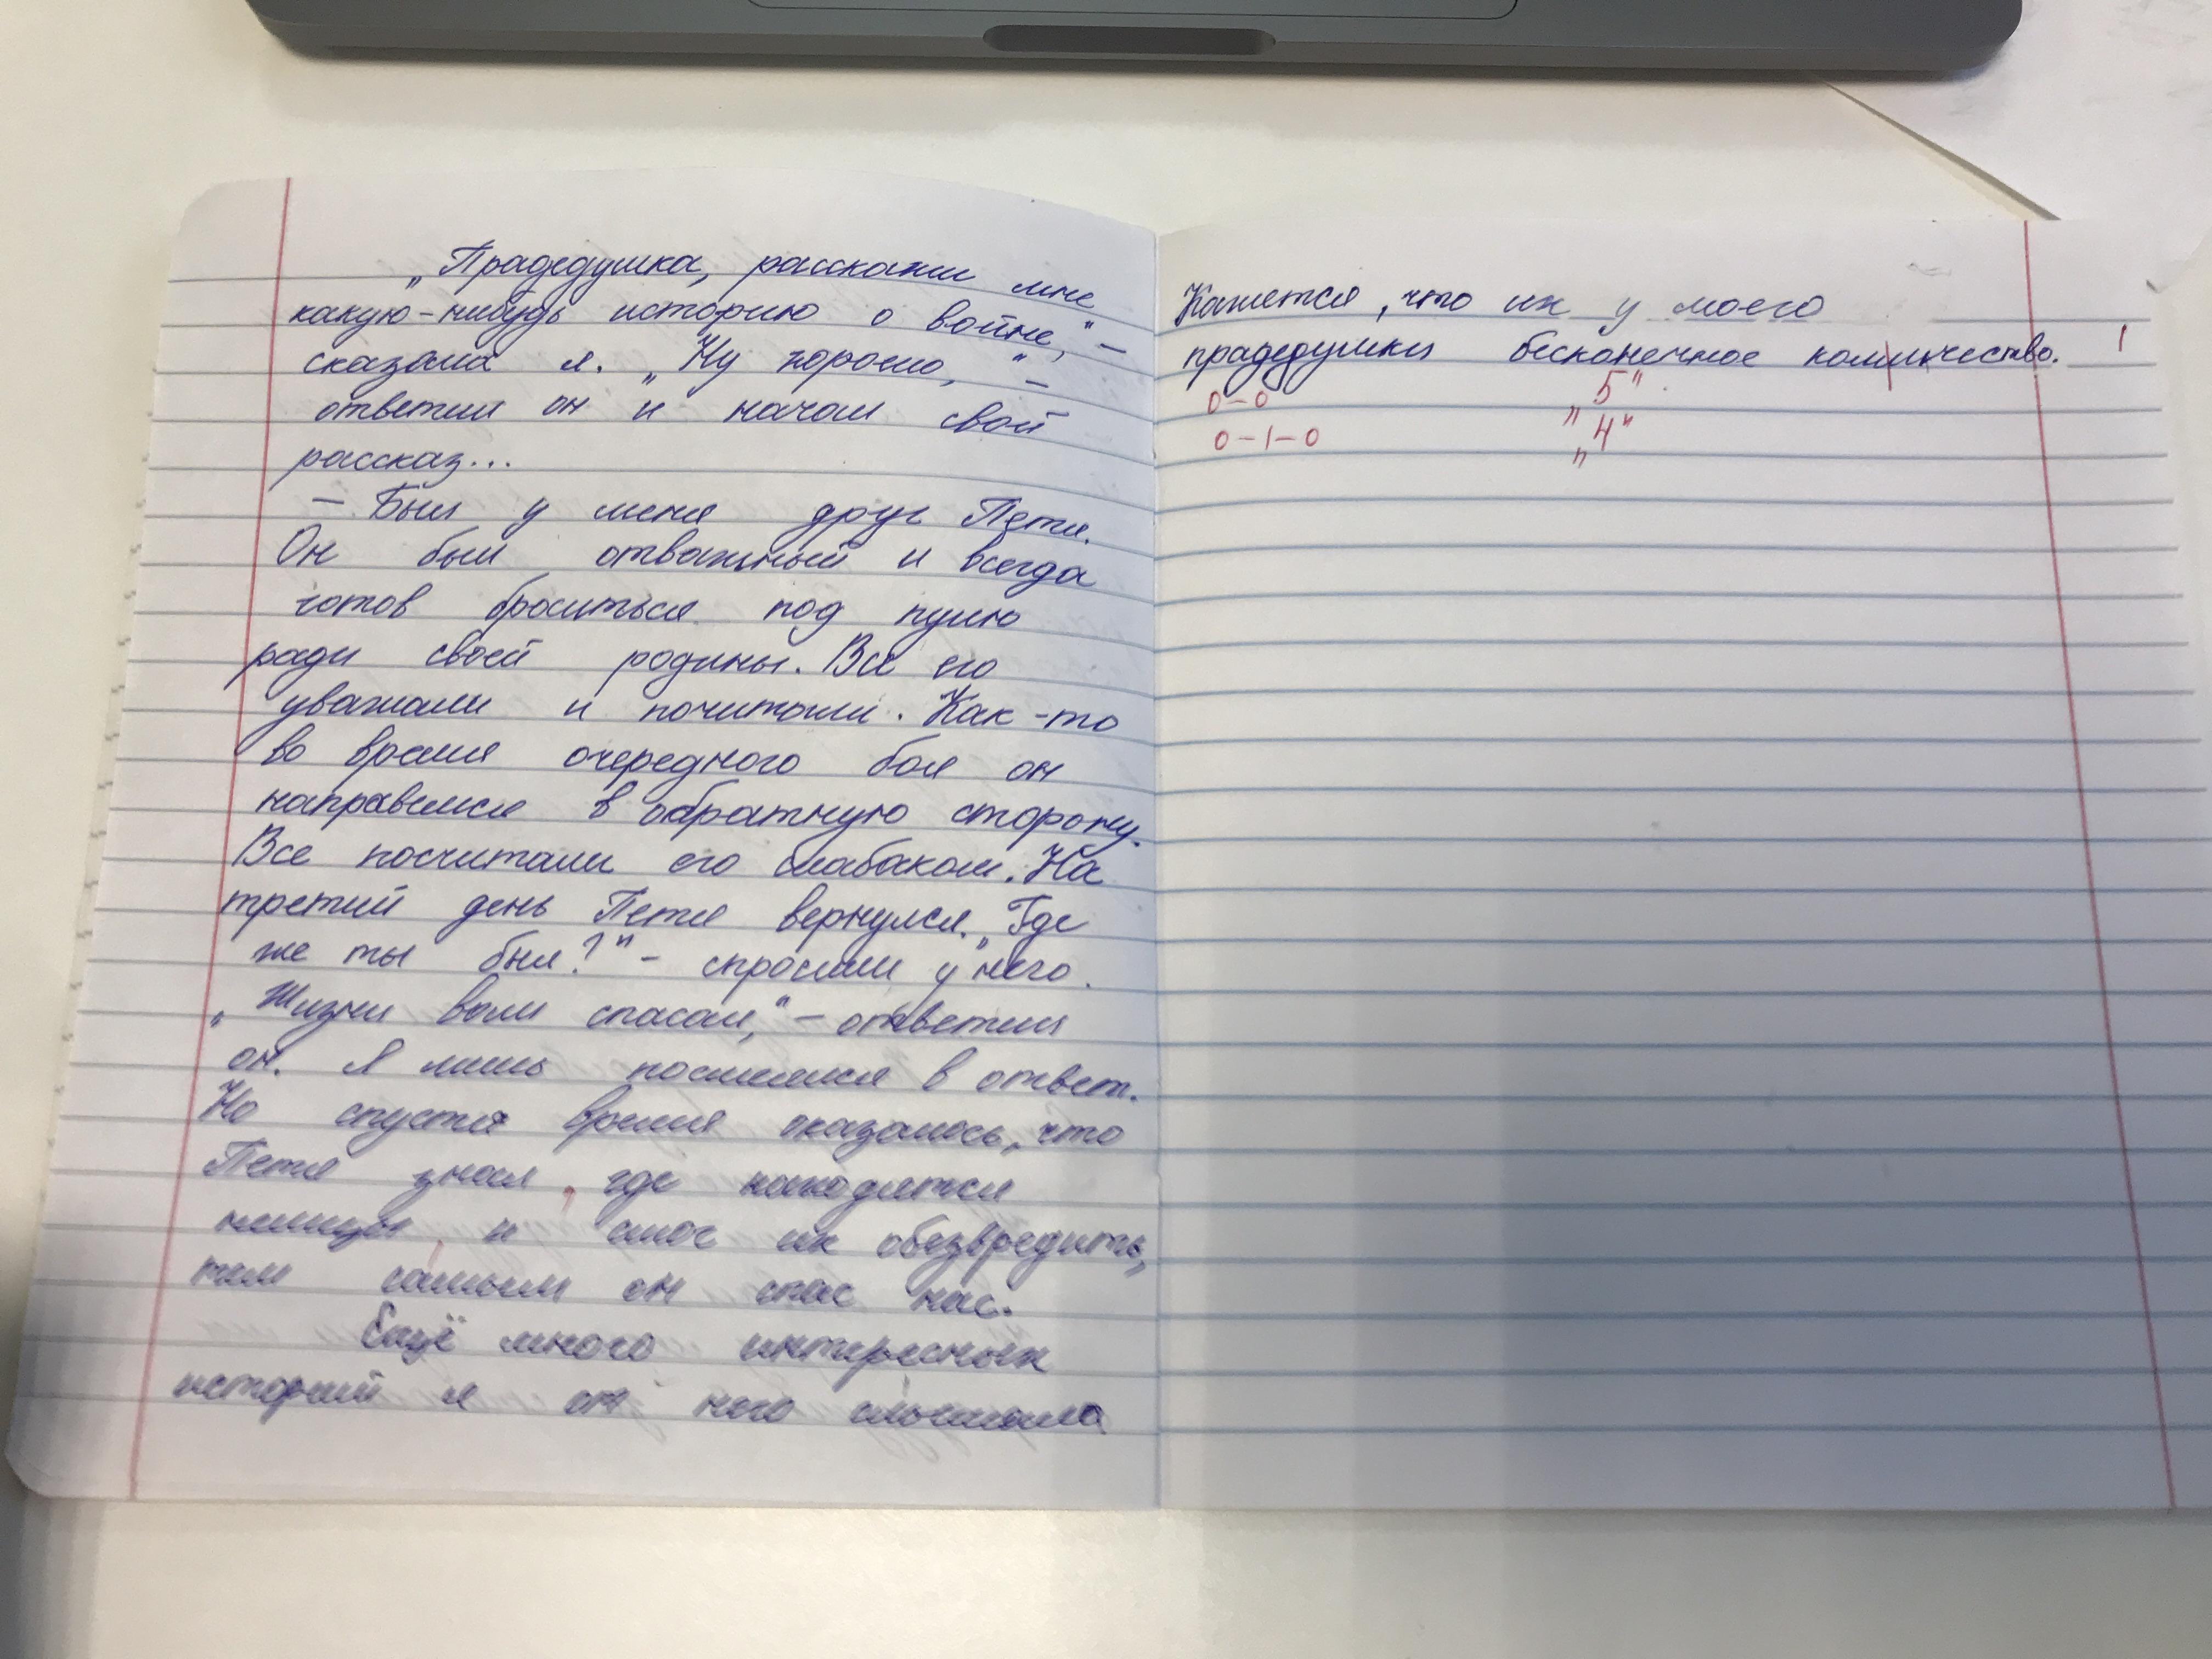 „Прадедушка, расскажи мне
какую-нибудь историю о войне,“ –
сказала я. „Ну хорошо,“ –
ответил он и начал свой
рассказ...
– Был у меня друг Петя.
Он был отважный и всегда
готов броситься под пулю
ради своей родины. Все его
уважали и почитали. Как-то
во время очередного боя он
направился в обратную сторону.
Все посчитали его слабаком. На
третий день Петя вернулся. „Где
же ты был?“ – спросили у него.
„Жизни вам спасал,“ – ответил
он. Я лишь посмеялся в ответ.
Но спустя время оказалось, что
Петя знал, где находятся
немцы, и смог их обезвредить,
тем самым он спас нас.
Ещё много интересных
историй я от него слышала
Кажется, что их у моего
прадедушки бесконечное количество. 1
0–0 „5“
0–1–0 „4“